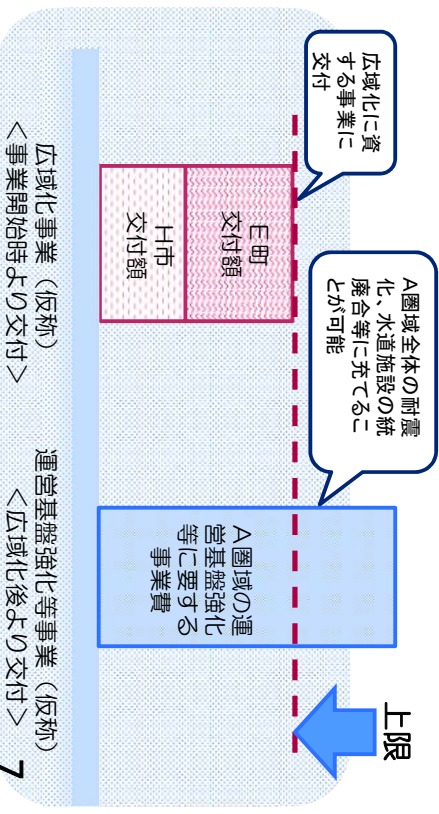 広域化に資
する事業に
交付
A圏域全体の耐震
化、水道施設の統
廃合等に充てるこ
とが可能
上限
E町
交付額
H市
交付額
A圏域の運
営基盤強化
等に要する
事業費
広域化事業（仮称）
＜事業開始時より交付＞
運営基盤強化等事業（仮称）
＜広域化後より交付＞
7